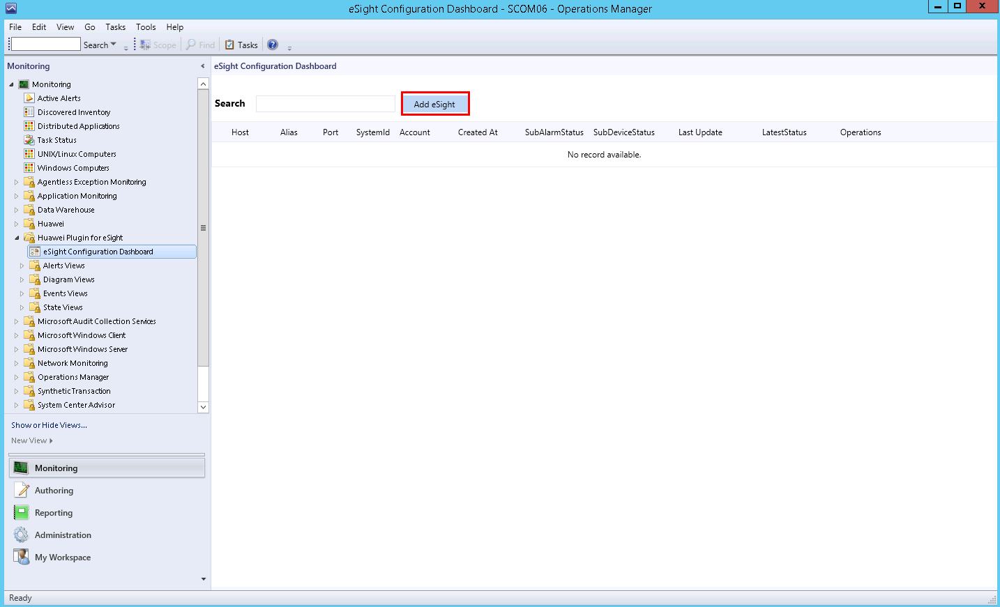 eSight Configuration Dashboard - SCOM06 - Operations Manager
File Edit View Go Tasks Tools Help
Search Scope Find Tasks
Monitoring
eSight Configuration Dashboard
Monitoring
Active Alerts
Discovered Inventory
Distributed Applications
Task Status
UNIX/Linux Computers
Windows Computers
Agentless Exception Monitoring
Application Monitoring
Data Warehouse
Huawei
Huawei Plugin for eSight
eSight Configuration Dashboard
Alerts Views
Diagram Views
Events Views
State Views
Microsoft Audit Collection Services
Microsoft Windows Client
Microsoft Windows Server
Network Monitoring
Operations Manager
Synthetic Transaction
System Center Advisor
Show or Hide Views...
New View
Monitoring
Authoring
Reporting
Administration
My Workspace
Search Add eSight
Host Alias Port SystemId Account Created At SubAlarmStatus SubDeviceStatus Last Update LatestStatus Operations
No record available.
Ready